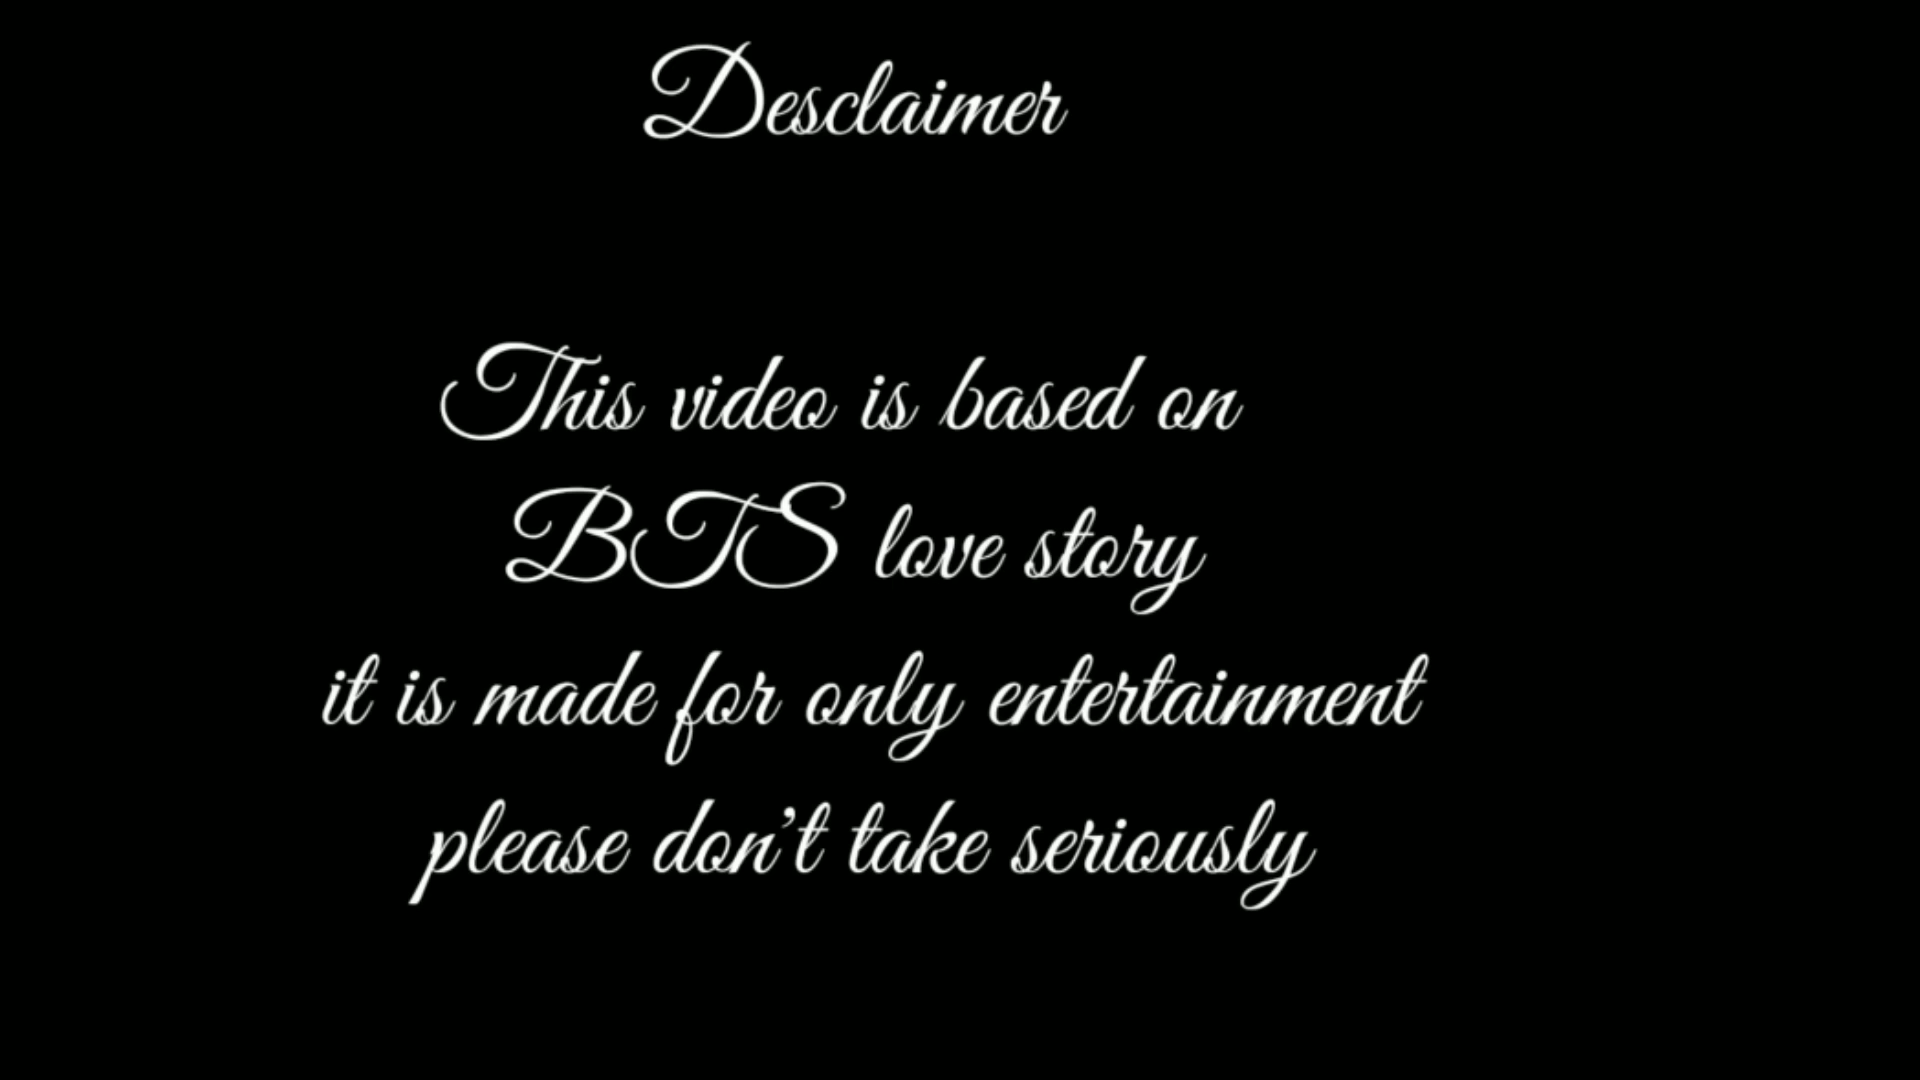 Desclaimer
This video is based on
BTS love story
it is made for only entertainment
please don't take seriously